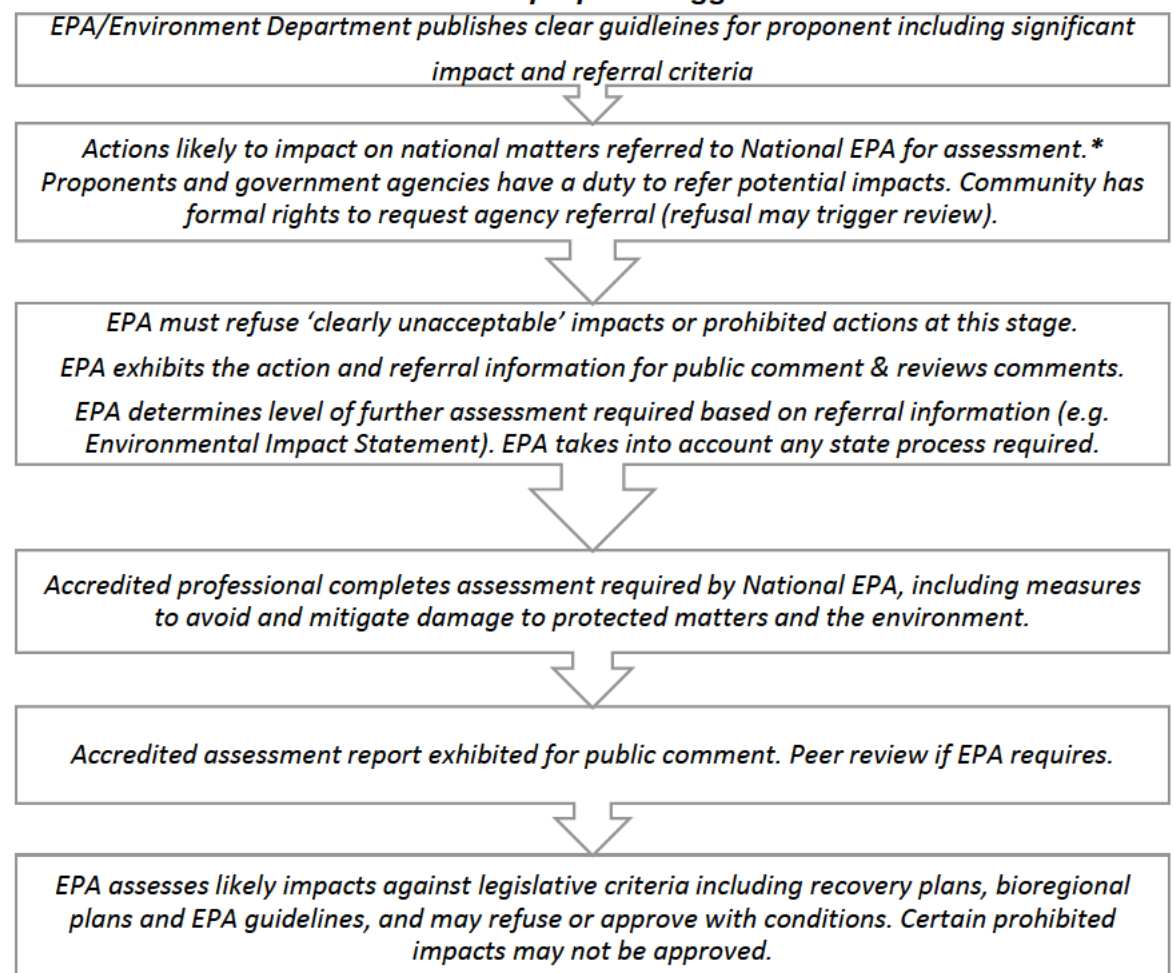 EPA/Environment Department publishes clear guidleines for proponent including significant
impact and referral criteria
Actions likely to impact on national matters referred to National EPA for assessment.*
Proponents and government agencies have a duty to refer potential impacts. Community has
formal rights to request agency referral (refusal may trigger review).
EPA must refuse ‘clearly unacceptable’ impacts or prohibited actions at this stage.
EPA exhibits the action and referral information for public comment & reviews comments.
EPA determines level of further assessment required based on referral information (e.g.
Environmental Impact Statement). EPA takes into account any state process required.
Accredited professional completes assessment required by National EPA, including measures
to avoid and mitigate damage to protected matters and the environment.
Accredited assessment report exhibited for public comment. Peer review if EPA requires.
EPA assesses likely impacts against legislative criteria including recovery plans, bioregional
plans and EPA guidelines, and may refuse or approve with conditions. Certain prohibited
impacts may not be approved.